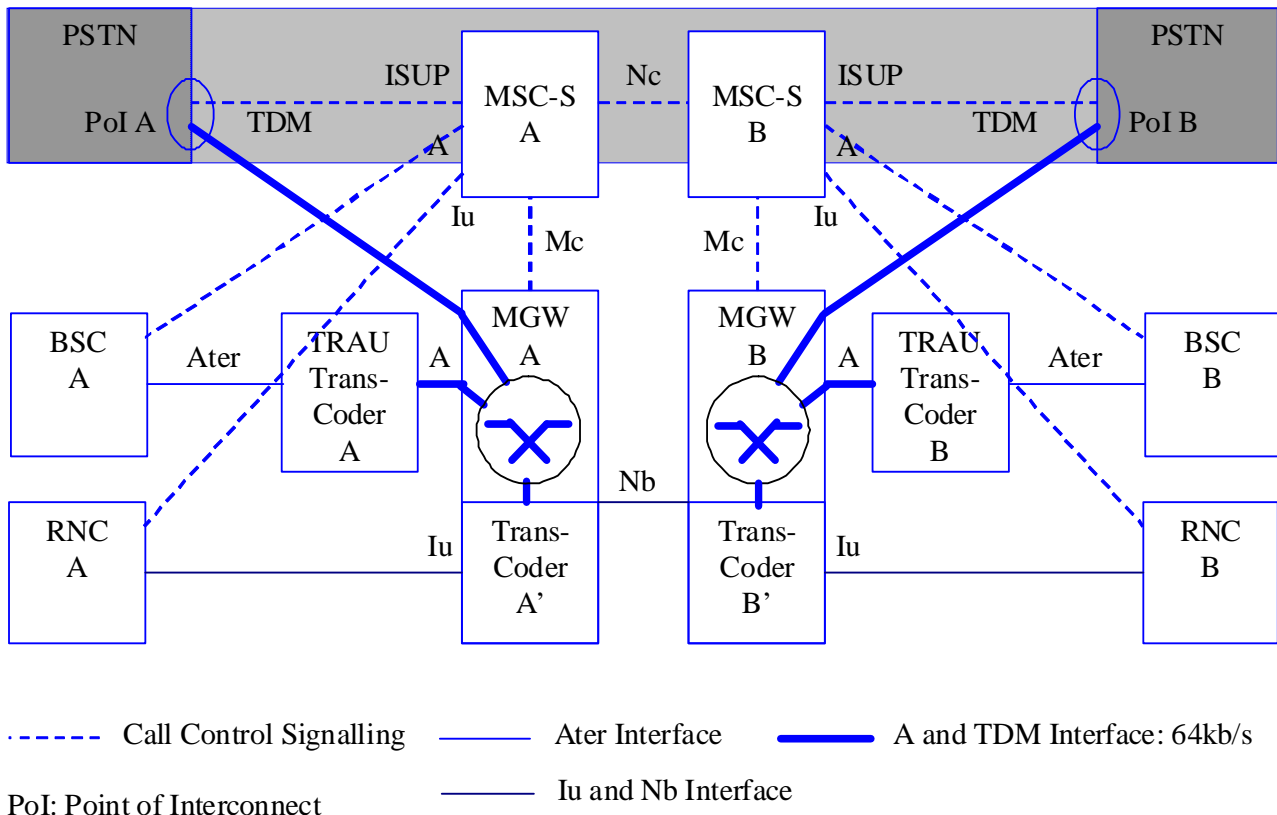 PSTN
PSTN
ISUP
MSC-S
A
Nc
MSC-S
B
ISUP
PoI A
TDM
TDM
PoI B
A
A
Iu
Iu
Mc
Mc
BSC
A
Ater
TRAU
Trans-
Coder
A
A
MGW
A
MGW
B
A
TRAU
Trans-
Coder
B
Ater
BSC
B
Nb
RNC
A
Iu
Trans-
Coder
A’
Trans-
Coder
B’
Iu
RNC
B
Call Control Signalling
Ater Interface
A and TDM Interface: 64kb/s
PoI: Point of Interconnect
Iu and Nb Interface